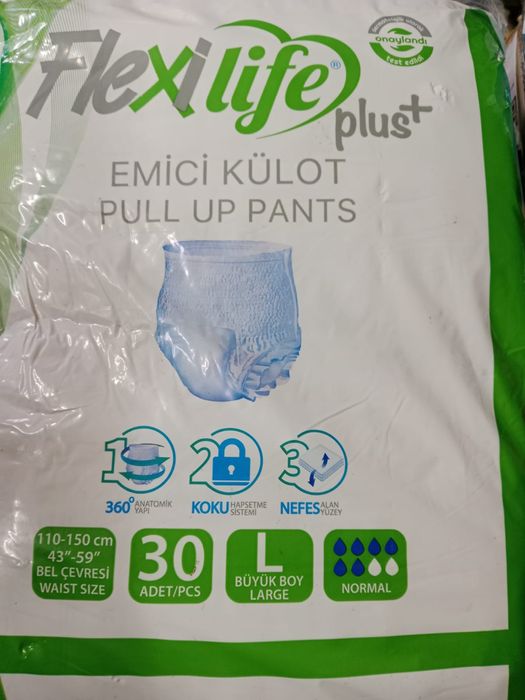 Flexilife®
plus+
onaylandı
test edildi
EMİCİ KÜLOT
PULL UP PANTS
1
360° ANATOMİK
YAPI
2
KOKU HAPSETME
SİSTEMİ
3
NEFES ALAN
YÜZEY
110-150 cm
43"-59"
BEL ÇEVRESİ
WAIST SIZE
30
ADET/PCS
L
BÜYÜK BOY
LARGE
NORMAL